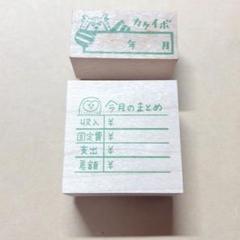 カケイボ
年 月
今月のまとめ
収入 ¥
固定費 ¥
支出 ¥
差額 ¥